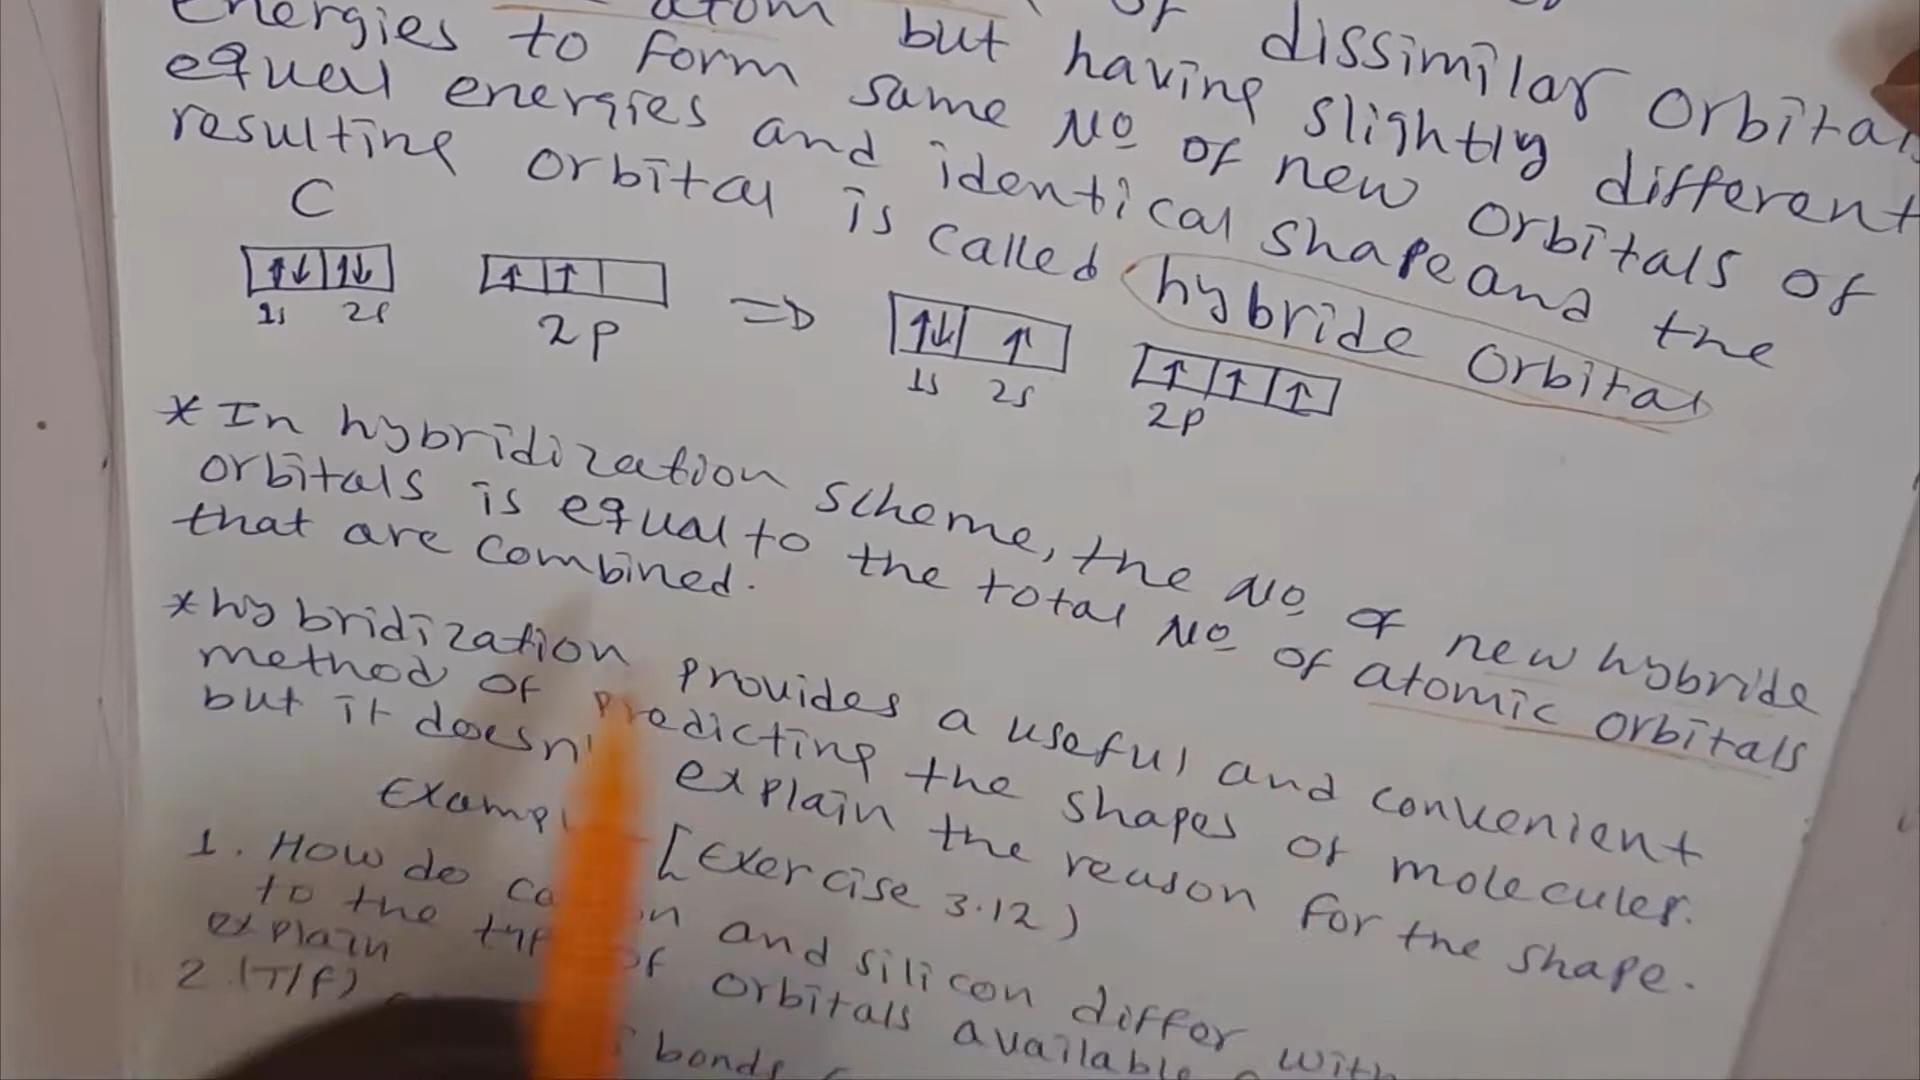 energies to form atom but having slightly different
of dissimilar orbitals
equal energies and same No of new orbitals of
resulting orbital is called identical shape and the
hybride orbital
C
↑↓ ↑↓ ↑ ↑ ⇒ ↑↓ ↑ ↑ ↑ ↑
1s 2s 2p 1s 2s 2p
* In hybridization scheme, the No of new hybride
orbitals is equal to the total No of atomic orbitals
that are combined.
* hybridization provides a useful and convenient
method of predicting the shapes of molecules.
but it doesn explain the reason for the shape.
[Exercise 3.12)
1. How do and silicon differ with
to the of orbitals available
explain
2. (T/F)
bonds